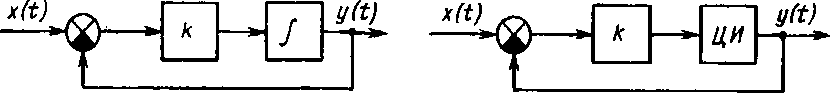 x(t) k ∫ y(t)
x(t) k ЦИ y(t)